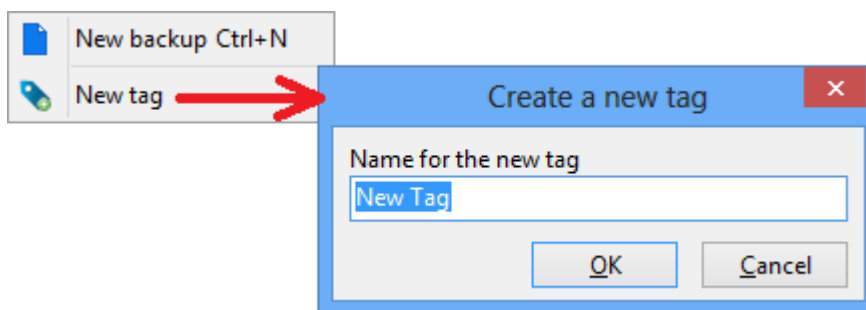 New backup Ctrl+N
New tag
Create a new tag
Name for the new tag
New Tag
OK
Cancel